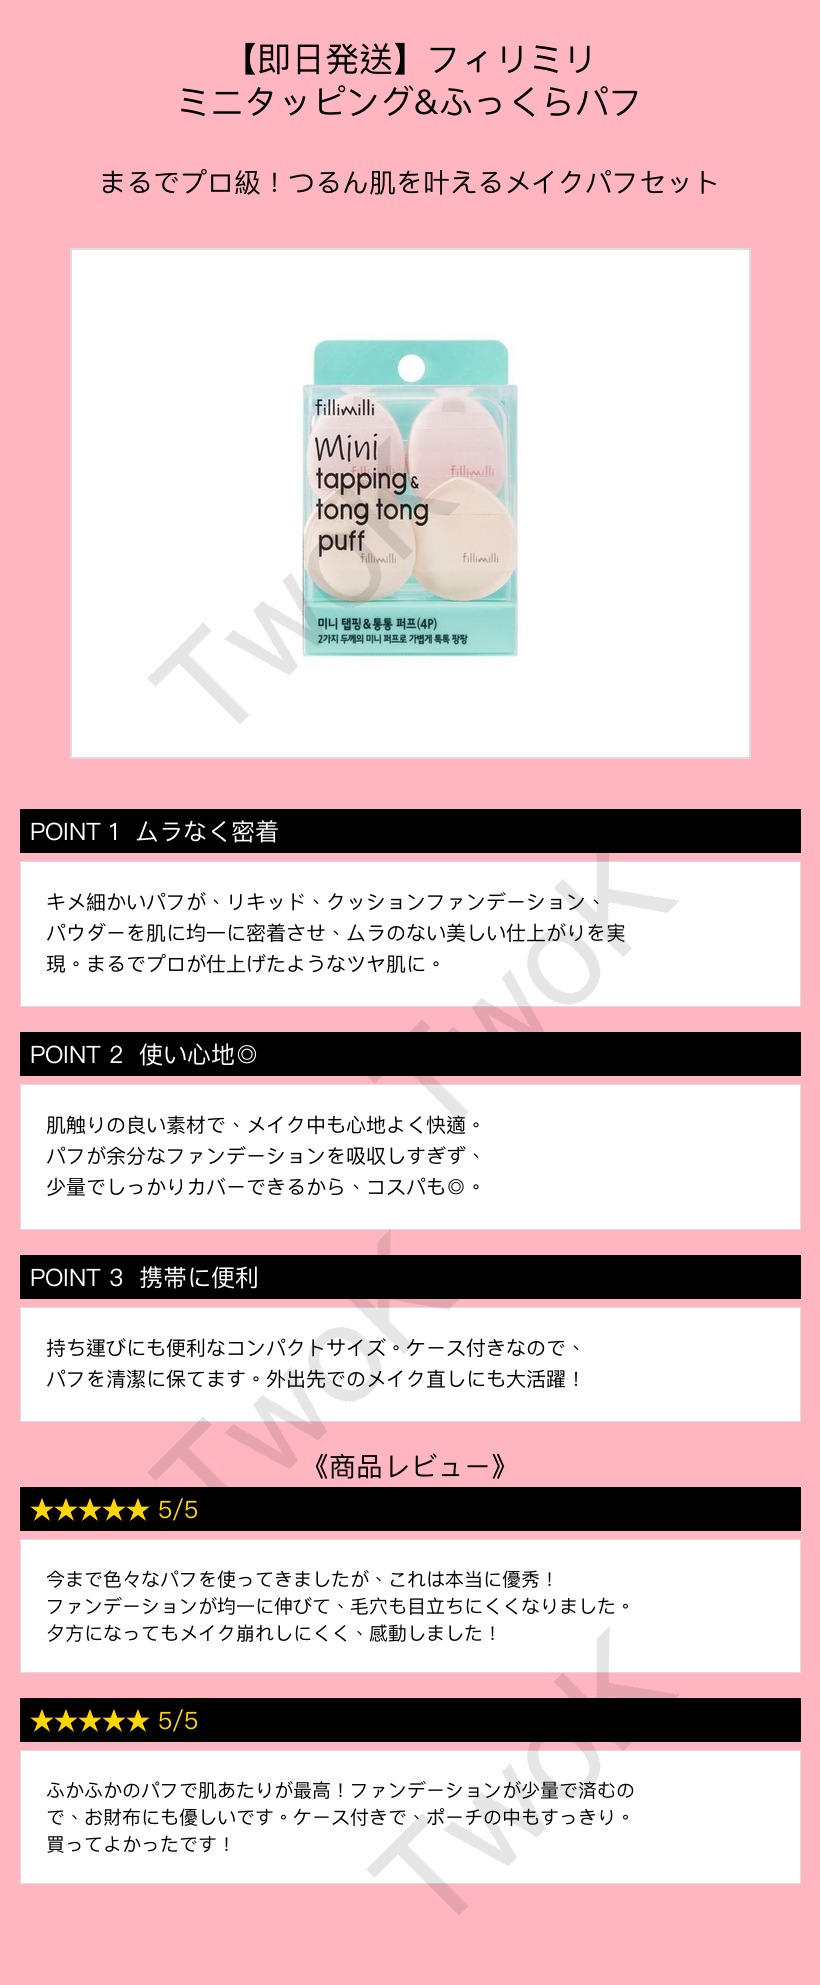 【即日発送】フィリミリ
ミニタッピング&ふっくらパフ
まるでプロ級！つるん肌を叶えるメイクパフセット
fillimilli
Mini
tapping &
tong tong
puff
fillimilli
fillimilli
fillimilli
fillimilli
미니 탭핑&통통 퍼프(4P)
2가지 두께의 미니 퍼프로 가볍게 톡톡 팡팡
TwoK
POINT 1 ムラなく密着
キメ細かいパフが、リキッド、クッションファンデーション、
パウダーを肌に均一に密着させ、ムラのない美しい仕上がりを実
現。まるでプロが仕上げたようなツヤ肌に。
TwoK
POINT 2 使い心地◎
肌触りの良い素材で、メイク中も心地よく快適。
パフが余分なファンデーションを吸収しすぎず、
少量でしっかりカバーできるから、コスパも◎。
POINT 3 携帯に便利
持ち運びにも便利なコンパクトサイズ。ケース付きなので、
パフを清潔に保てます。外出先でのメイク直しにも大活躍！
TwoK
《商品レビュー》
★★★★★ 5/5
今まで色々なパフを使ってきましたが、これは本当に優秀！
ファンデーションが均一に伸びて、毛穴も目立ちにくくなりました。
夕方になってもメイク崩れしにくく、感動しました！
★★★★★ 5/5
ふかふかのパフで肌あたりが最高！ファンデーションが少量で済むの
で、お財布にも優しいです。ケース付きで、ポーチの中もすっきり。
買ってよかったです！
TwoK